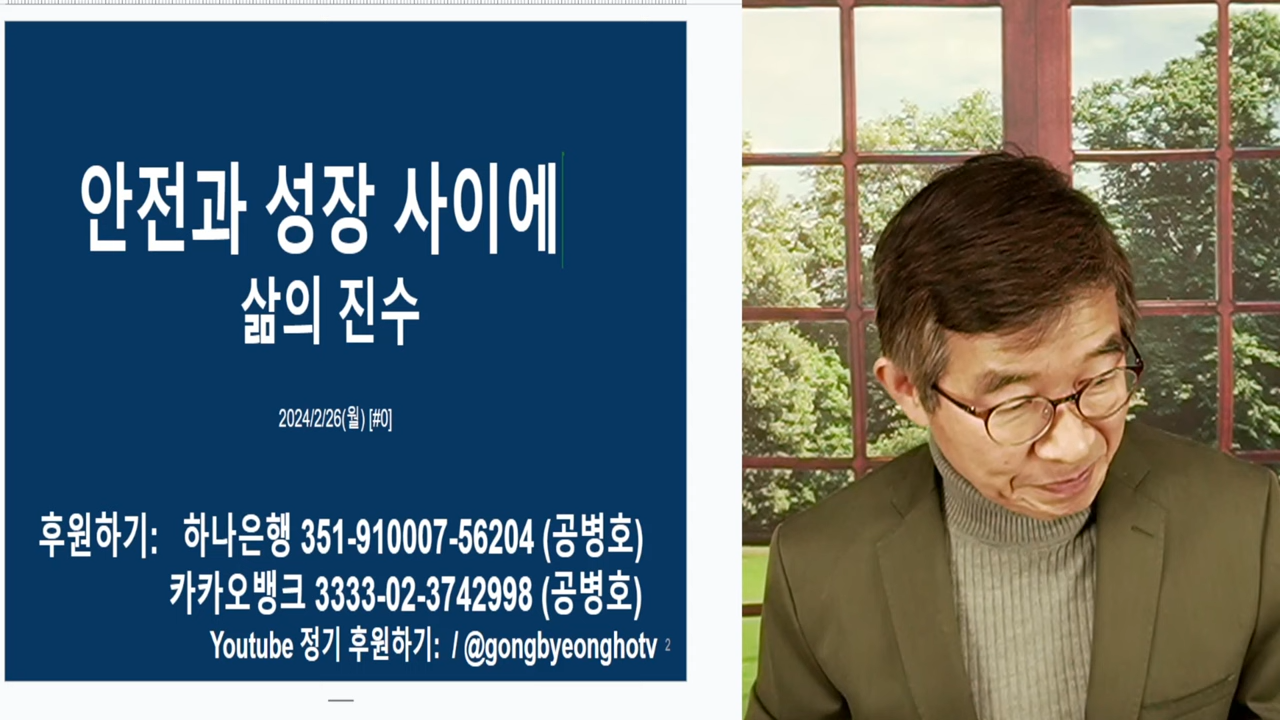 안전과 성장 사이에
삶의 진수
2024/2/26(월) [#0]
후원하기: 하나은행 351-910007-56204 (공병호)
카카오뱅크 3333-02-3742998 (공병호)
Youtube 정기 후원하기: / @gongbyeonghotv 2